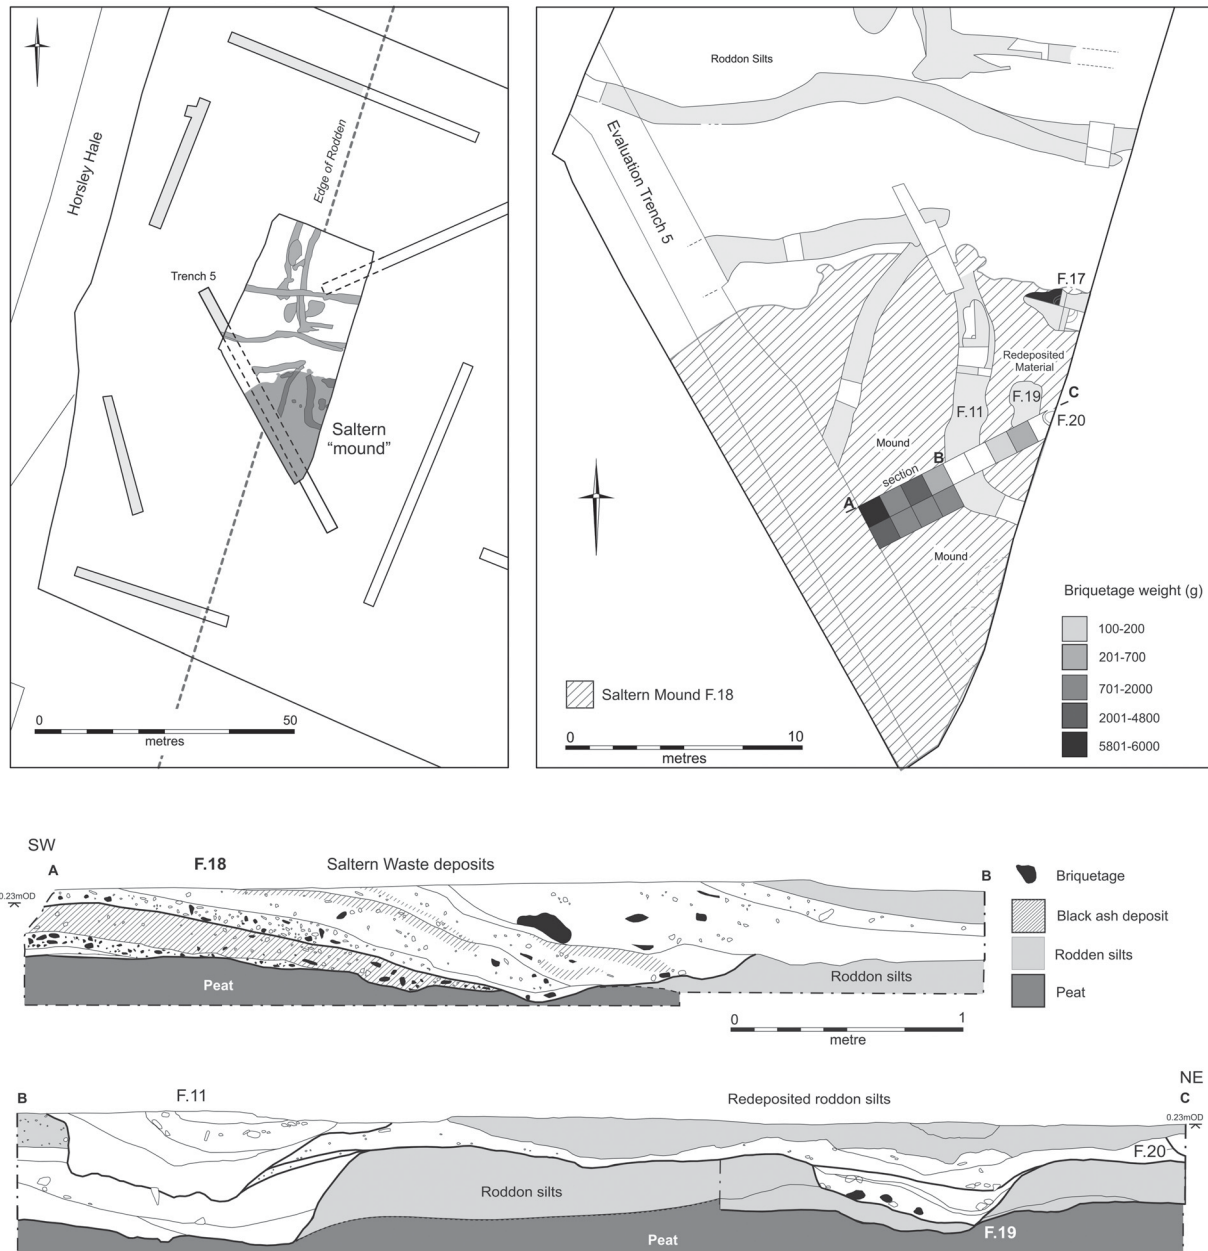 Horsley Hale
Edge of Rodden
Trench 5
Saltern
"mound"
0 50
metres
Roddon Silts
Evaluation Trench 5
F.17
Redeposited
Material
F.19
C
F.20
F.11
Mound
B
section
A
Mound
Briquetage weight (g)
100-200
201-700
701-2000
2001-4800
5801-6000
Saltern Mound F.18
0 10
metres
SW
A
F.18
Saltern Waste deposits
B
0.23mOD
Peat
Roddon silts
Briquetage
Black ash deposit
Rodden silts
Peat
0 1
metre
B
F.11
Redeposited roddon silts
NE
C
0.23mOD
F.20
Roddon silts
F.19
Peat